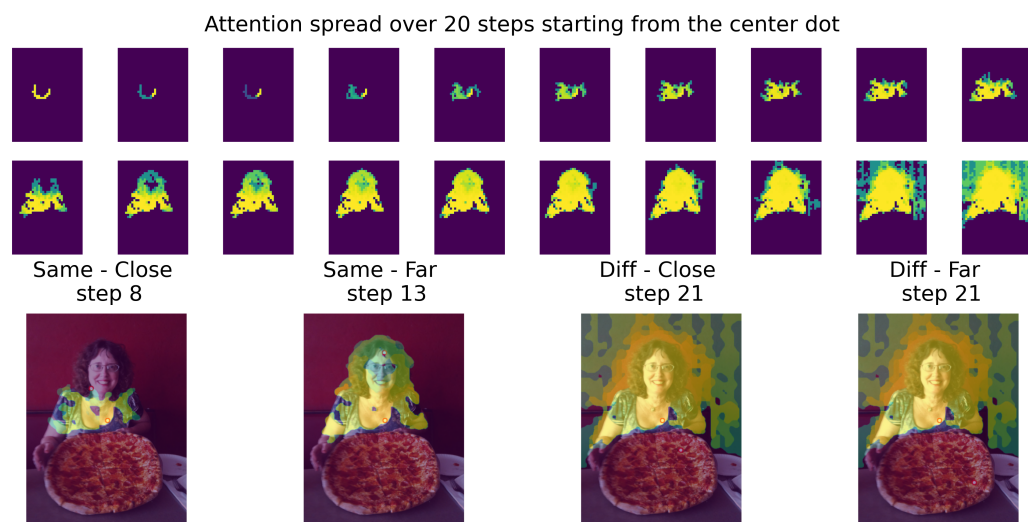 Attention spread over 20 steps starting from the center dot
Same - Close
step 8
Same - Far
step 13
Diff - Close
step 21
Diff - Far
step 21